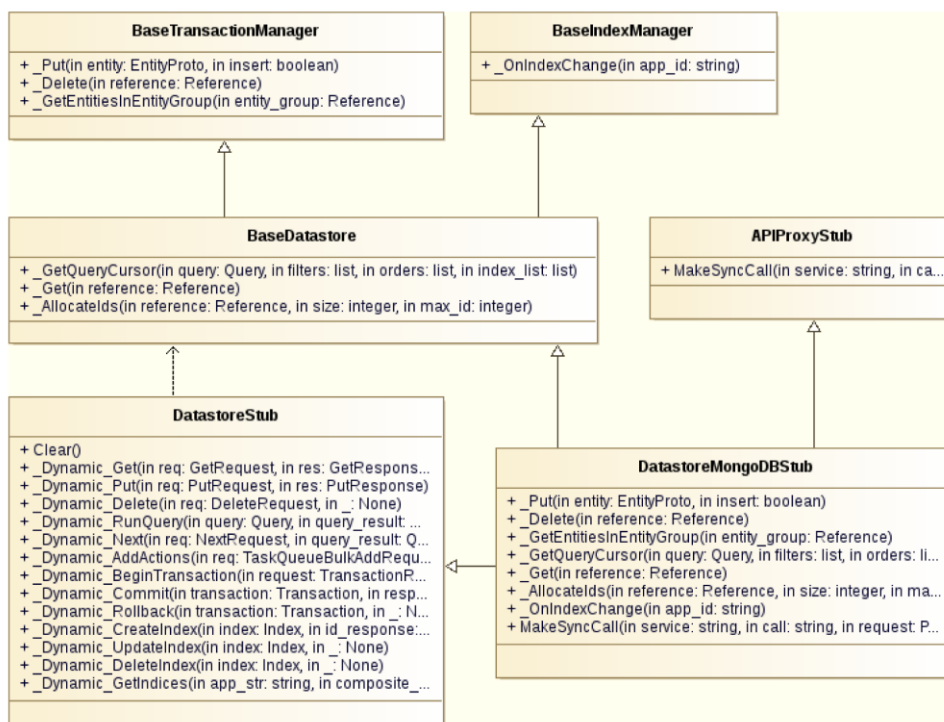 BaseTransactionManager
+ _Put(in entity: EntityProto, in insert: boolean)
+ _Delete(in reference: Reference)
+ _GetEntitiesInEntityGroup(in entity_group: Reference)
BaseIndexManager
+ _OnIndexChange(in app_id: string)
BaseDatastore
+ _GetQueryCursor(in query: Query, in filters: list, in orders: list, in index_list: list)
+ _Get(in reference: Reference)
+ _AllocateIds(in reference: Reference, in size: integer, in max_id: integer)
APIProxyStub
+ MakeSyncCall(in service: string, in ca...
DatastoreStub
+ Clear()
+ _Dynamic_Get(in req: GetRequest, in res: GetRespons...
+ _Dynamic_Put(in req: PutRequest, in res: PutResponse)
+ _Dynamic_Delete(in req: DeleteRequest, in _: None)
+ _Dynamic_RunQuery(in query: Query, in query_result: ...
+ _Dynamic_Next(in req: NextRequest, in query_result: Q...
+ _Dynamic_AddActions(in req: TaskQueueBulkAddRequ...
+ _Dynamic_BeginTransaction(in request: TransactionR...
+ _Dynamic_Commit(in transaction: Transaction, in resp...
+ _Dynamic_Rollback(in transaction: Transaction, in _: N...
+ _Dynamic_CreateIndex(in index: Index, in id_response:...
+ _Dynamic_UpdateIndex(in index: Index, in _: None)
+ _Dynamic_DeleteIndex(in index: Index, in _: None)
+ _Dynamic_GetIndices(in app_str: string, in composite_...
DatastoreMongoDBStub
+ _Put(in entity: EntityProto, in insert: boolean)
+ _Delete(in reference: Reference)
+ _GetEntitiesInEntityGroup(in entity_group: Reference)
+ _GetQueryCursor(in query: Query, in filters: list, in orders: li...
+ _Get(in reference: Reference)
+ _AllocateIds(in reference: Reference, in size: integer, in ma...
+ _OnIndexChange(in app_id: string)
+ MakeSyncCall(in service: string, in call: string, in request: P...